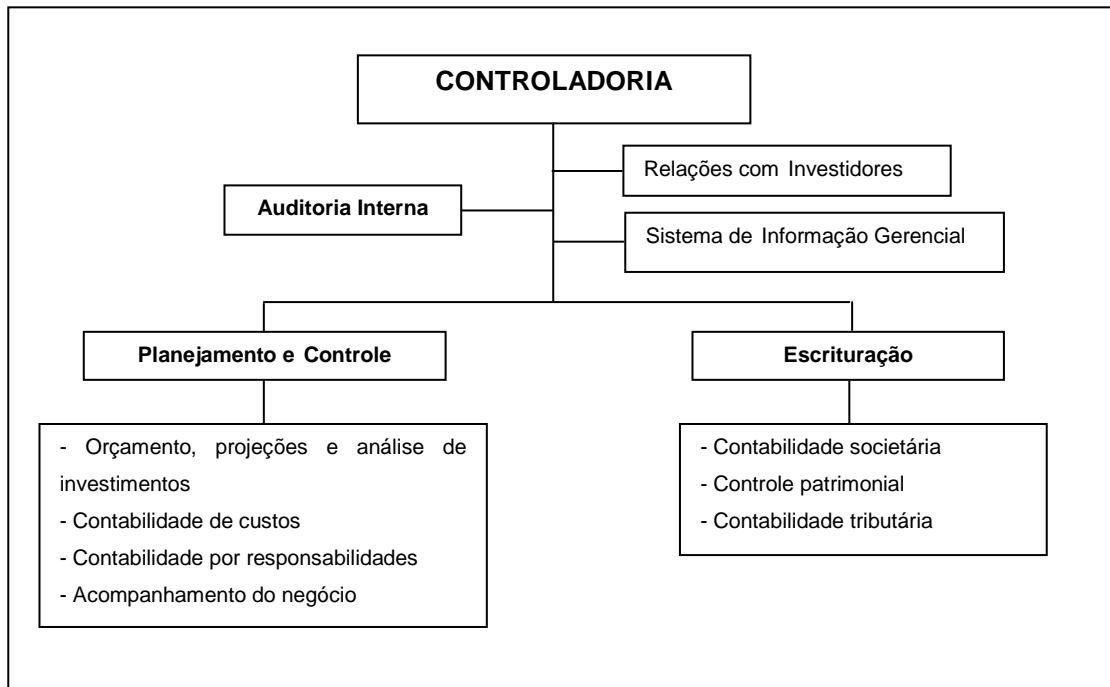 CONTROLADORIA
Relações com Investidores
Auditoria Interna
Sistema de Informação Gerencial
Planejamento e Controle
Escrituração
- Orçamento, projeções e análise de
investimentos
- Contabilidade de custos
- Contabilidade por responsabilidades
- Acompanhamento do negócio
- Contabilidade societária
- Controle patrimonial
- Contabilidade tributária